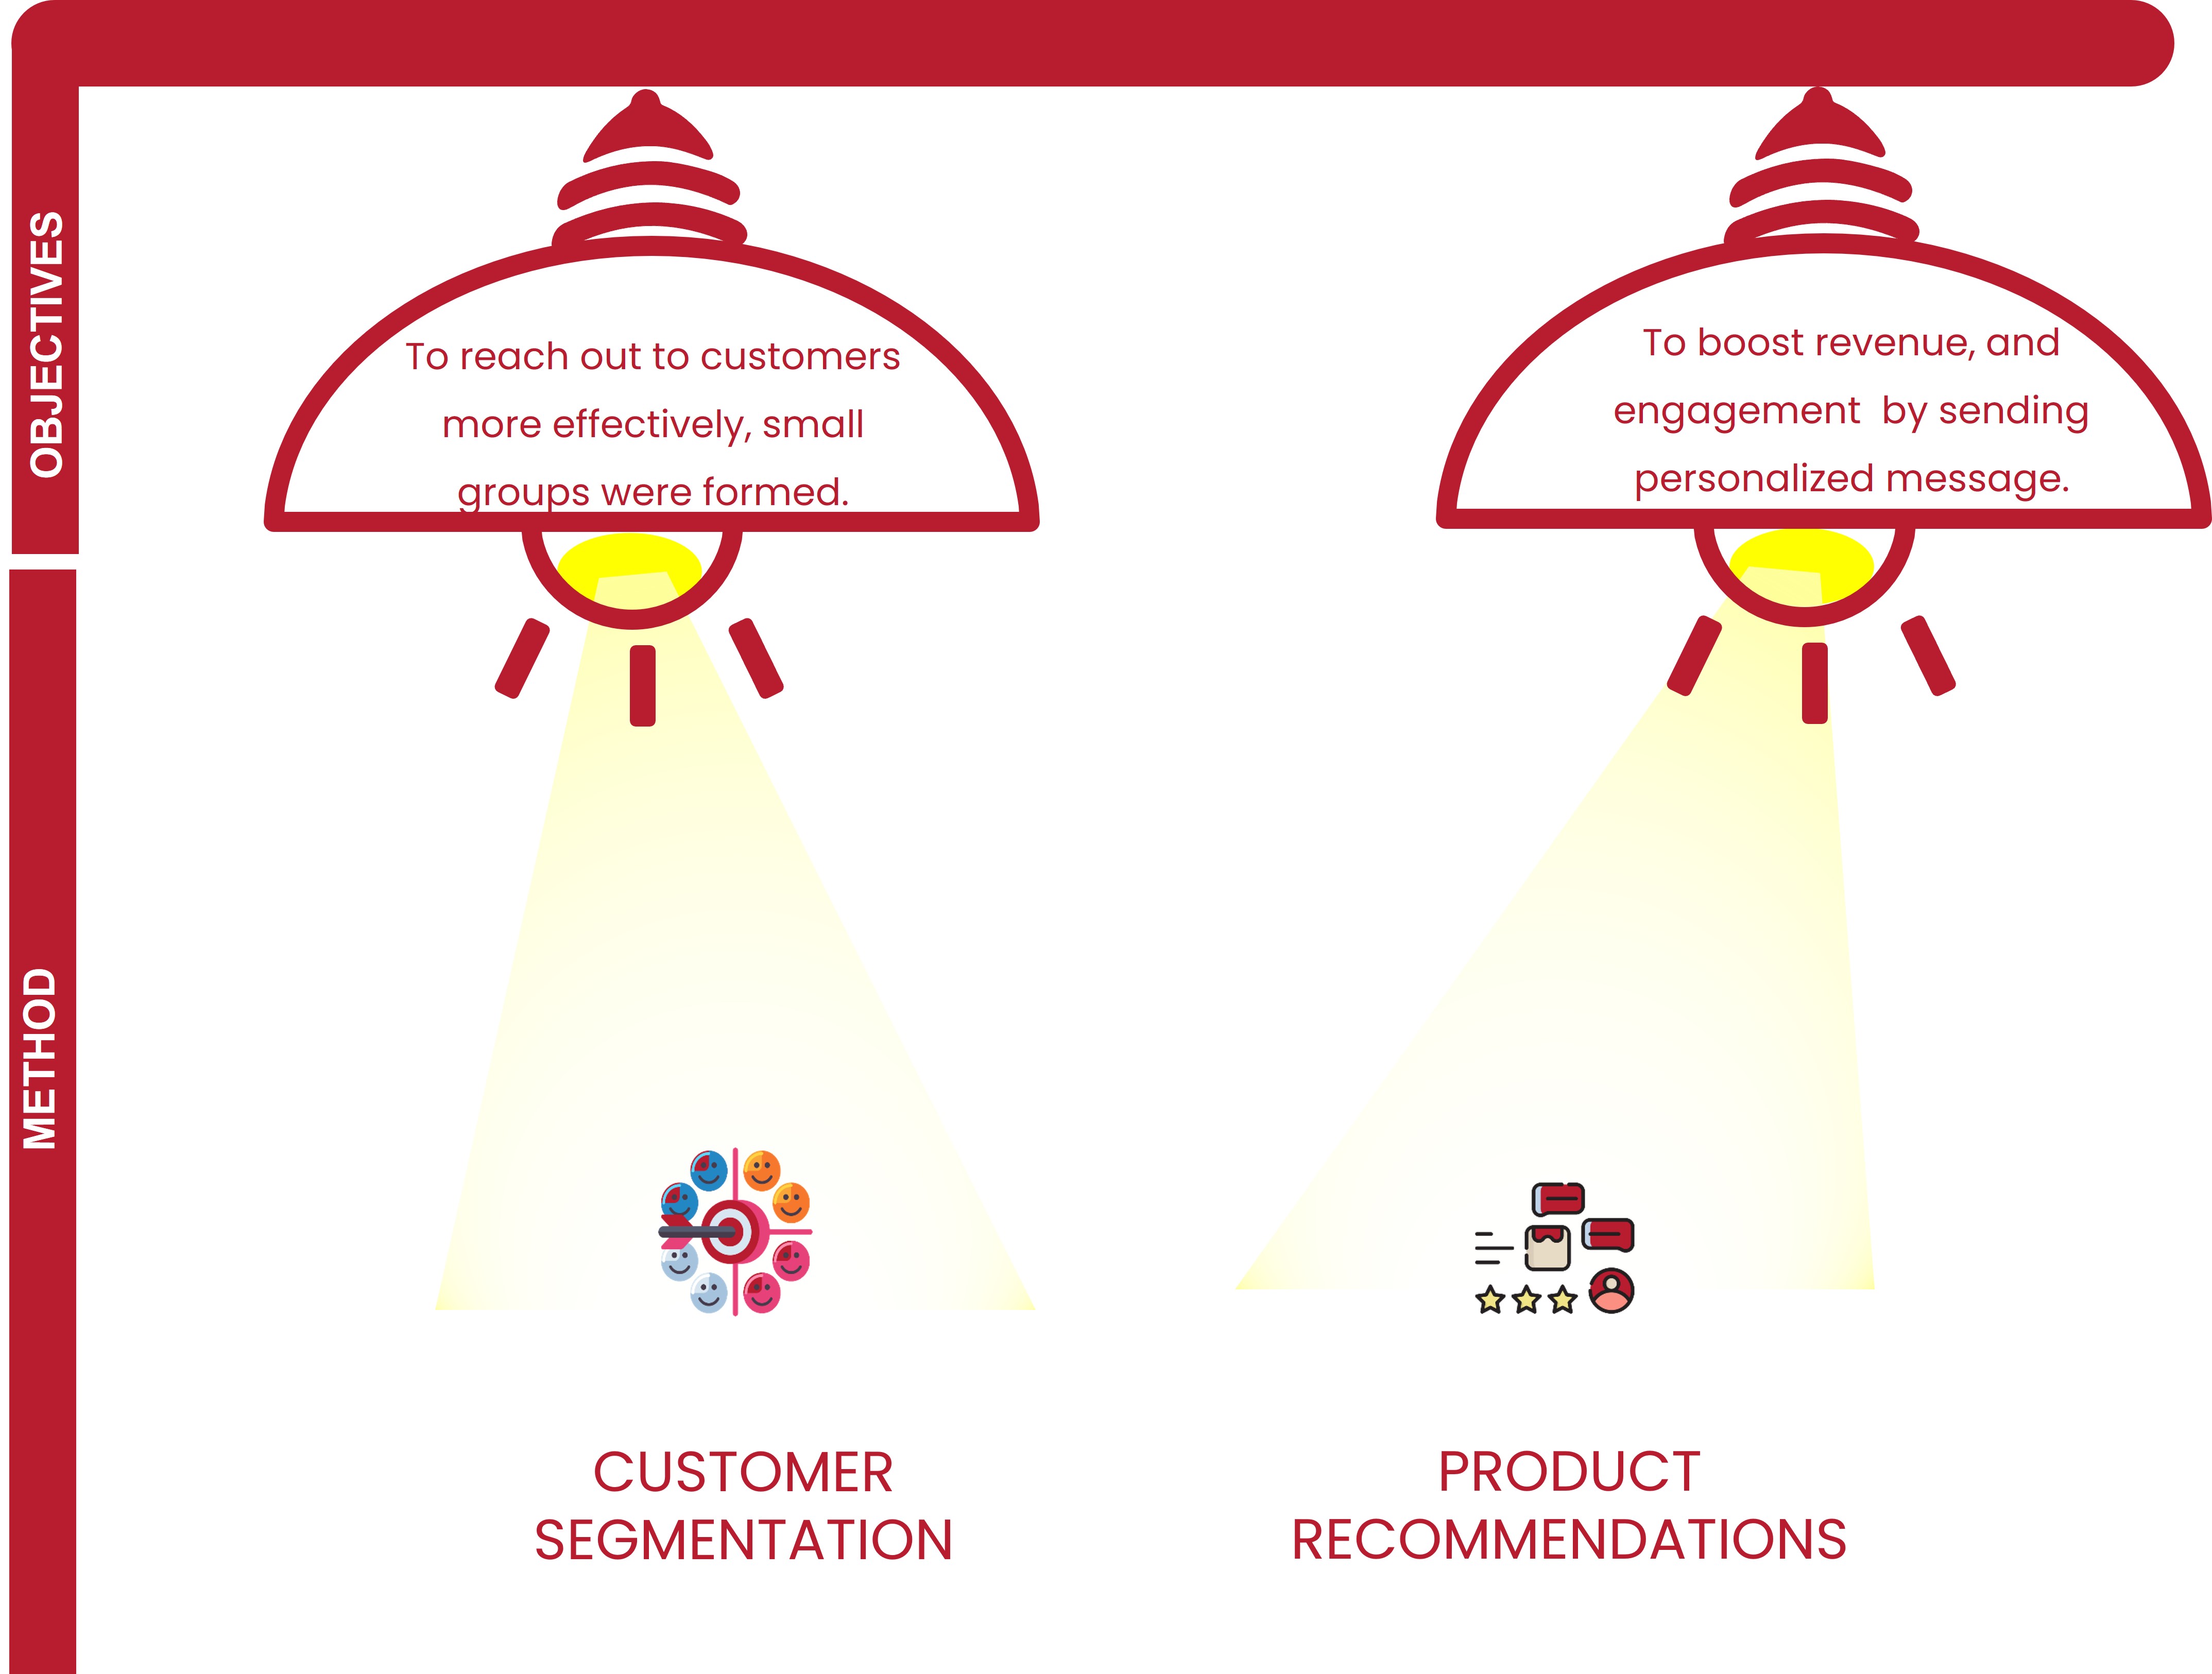 OBJECTIVES
To reach out to customers
more effectively, small
groups were formed.
To boost revenue, and
engagement  by sending
personalized message.
METHOD
CUSTOMER
SEGMENTATION
PRODUCT
RECOMMENDATIONS